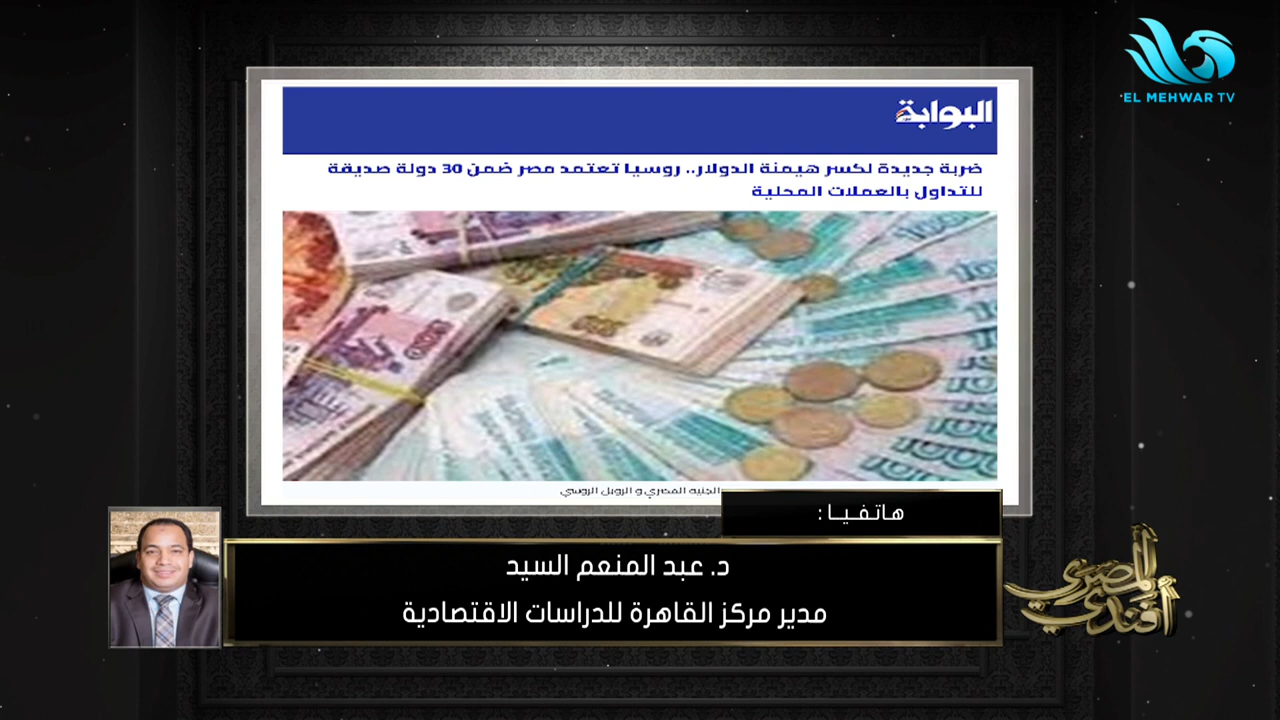 EL MEHWAR TV
البوابة
ضربة جديدة لكسر هيمنة الدولار.. روسيا تعتمد مصر ضمن 30 دولة صديقة
للتداول بالعملات المحلية
الجنيه المصري و الروبل الروسي
هاتفيا:
د. عبد المنعم السيد
مدير مركز القاهرة للدراسات الاقتصادية
المصري
أفندي